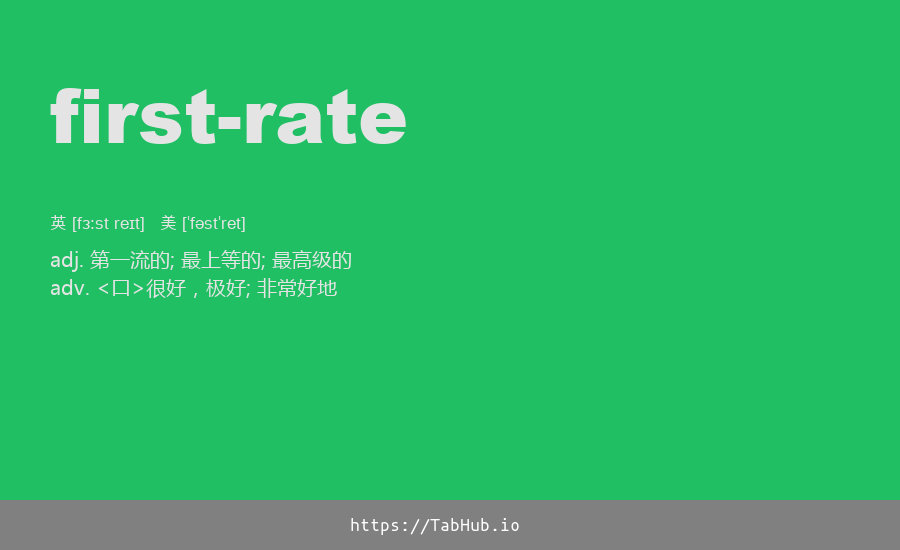 first-rate
英 [fɜːst reɪt] 美 [ˈfəstˈret]
adj. 第一流的; 最上等的; 最高级的
adv. <口>很好，极好; 非常好地
https://TabHub.io